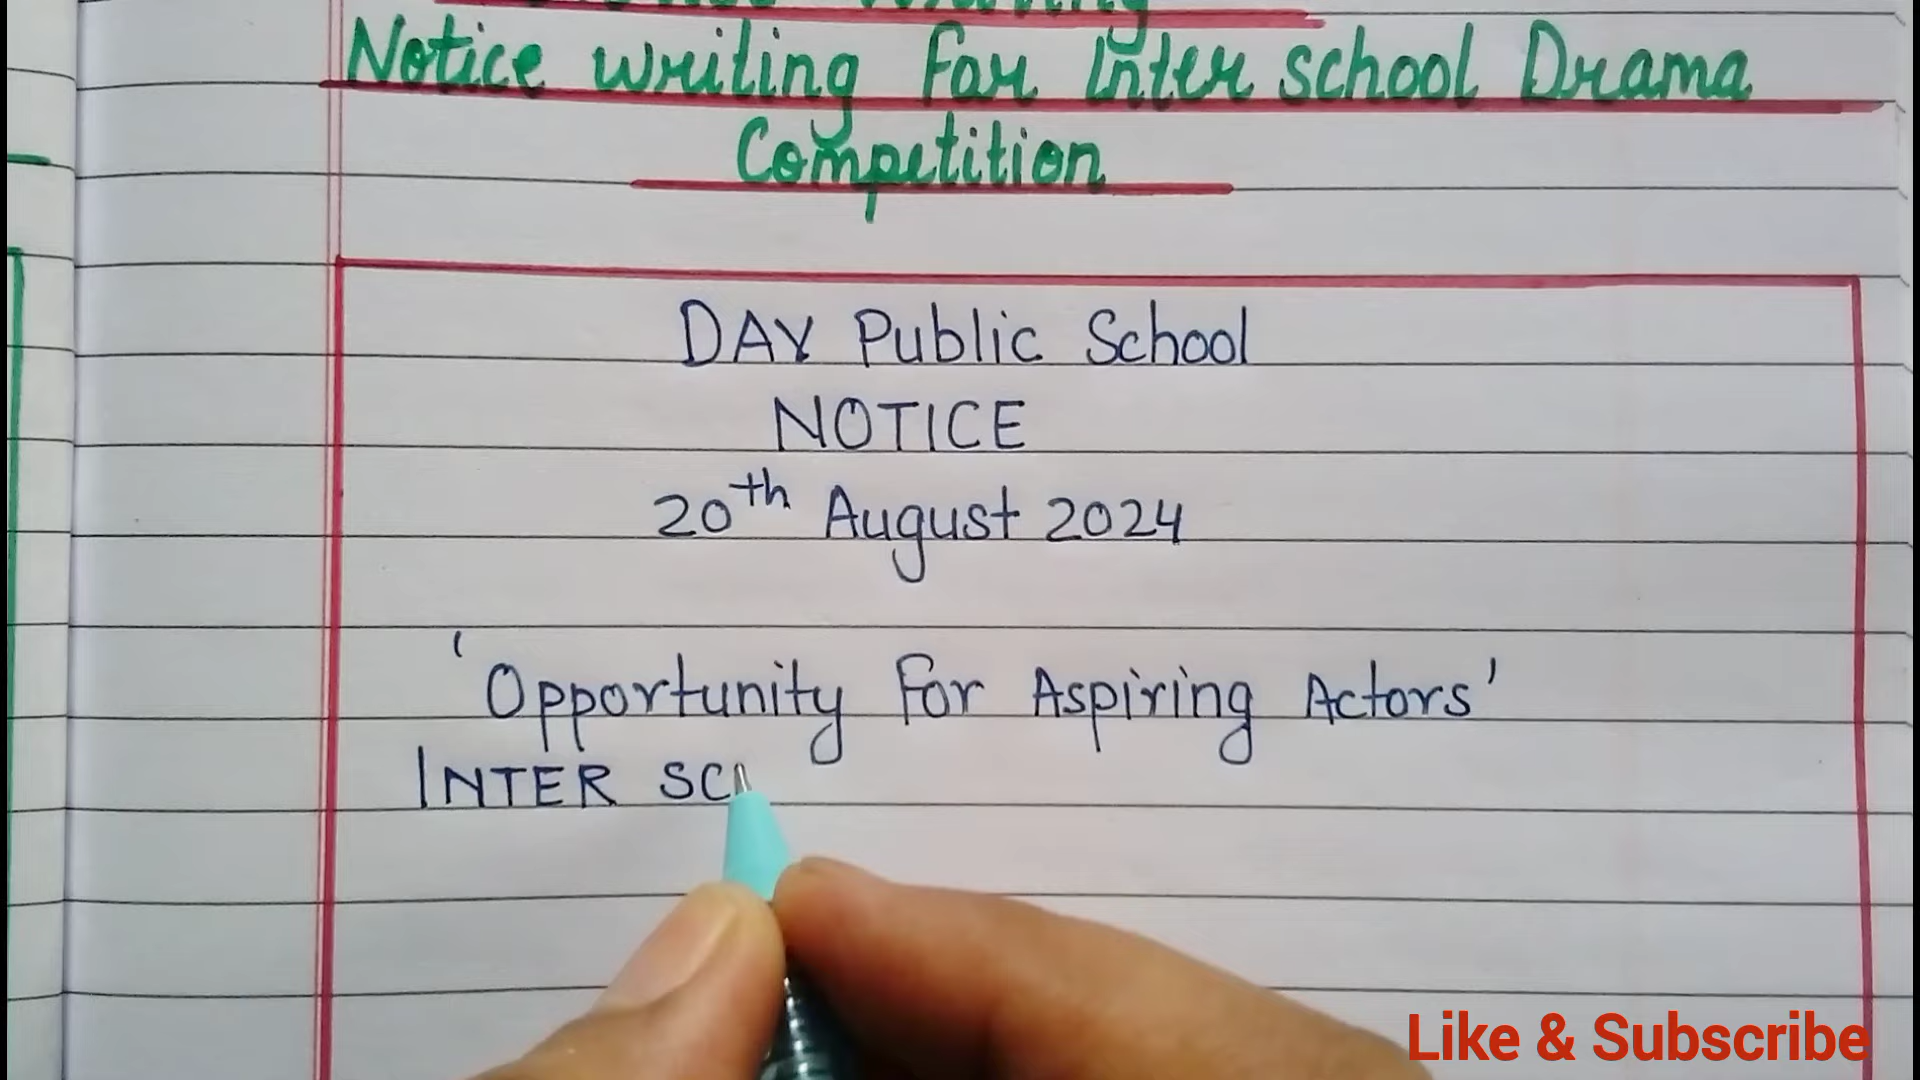 Writing
Notice writing For Inter school Drama
Competition
DAV Public School
NOTICE
20th August 2024
'Opportunity For Aspiring Actors'
INTER SC
Like & Subscribe